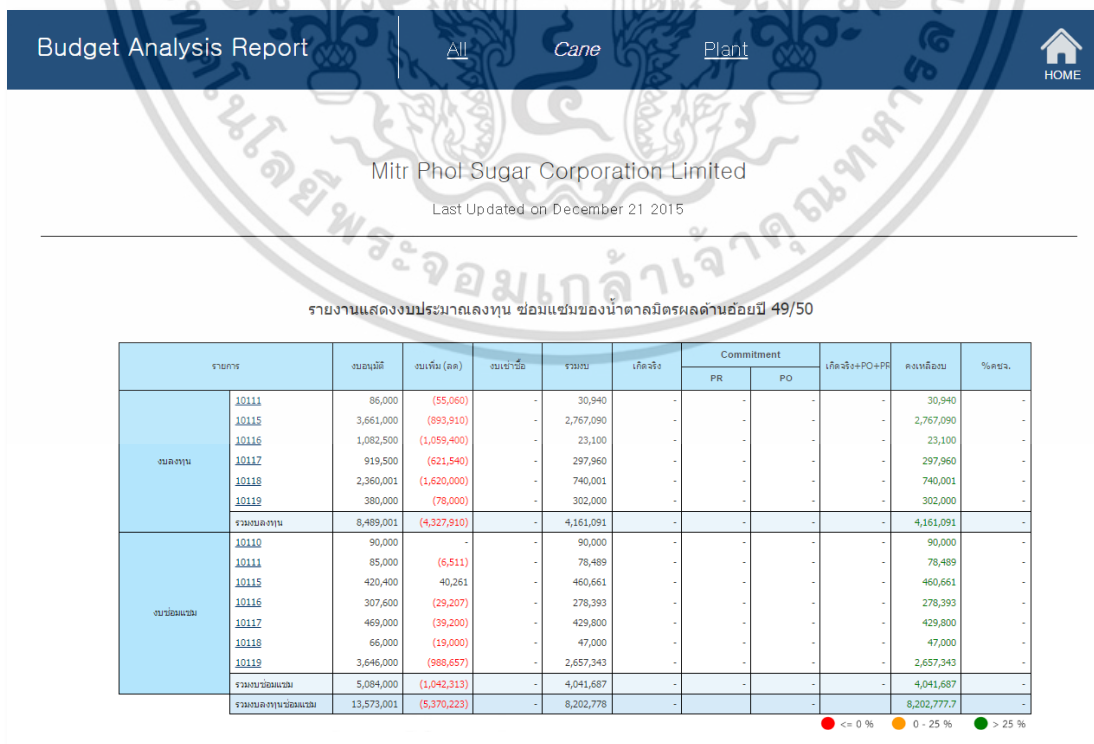 Budget Analysis Report All Cane Plant HOME
Mitr Phol Sugar Corporation Limited
Last Updated on December 21 2015
รายงานแสดงงบประมาณลงทุน ซ่อมแซมของน้ำตาลมิตรผลด้านอ้อยปี 49/50
รายการ งบอนุมัติ งบเพิ่ม (ลด) งบเช่าซื้อ รวมงบ เกิดจริง Commitment เกิดจริง+PO+PR คงเหลืองบ %คชจ.
PR PO
งบลงทุน
10111 86,000 (55,060) - 30,940 - - - - 30,940 -
10115 3,661,000 (893,910) - 2,767,090 - - - - 2,767,090 -
10116 1,082,500 (1,059,400) - 23,100 - - - - 23,100 -
10117 919,500 (621,540) - 297,960 - - - - 297,960 -
10118 2,360,001 (1,620,000) - 740,001 - - - - 740,001 -
10119 380,000 (78,000) - 302,000 - - - - 302,000 -
รวมงบลงทุน 8,489,001 (4,327,910) - 4,161,091 - - - - 4,161,091 -
งบซ่อมแซม
10110 90,000 - - 90,000 - - - - 90,000 -
10111 85,000 (6,511) - 78,489 - - - - 78,489 -
10115 420,400 40,261 - 460,661 - - - - 460,661 -
10116 307,600 (29,207) - 278,393 - - - - 278,393 -
10117 469,000 (39,200) - 429,800 - - - - 429,800 -
10118 66,000 (19,000) - 47,000 - - - - 47,000 -
10119 3,646,000 (988,657) - 2,657,343 - - - - 2,657,343 -
รวมงบซ่อมแซม 5,084,000 (1,042,313) - 4,041,687 - - - - 4,041,687 -
รวมงบลงทุนซ่อมแซม 13,573,001 (5,370,223) - 8,202,778 - - - - 8,202,777.7 -
<= 0 % 0 - 25 % > 25 %